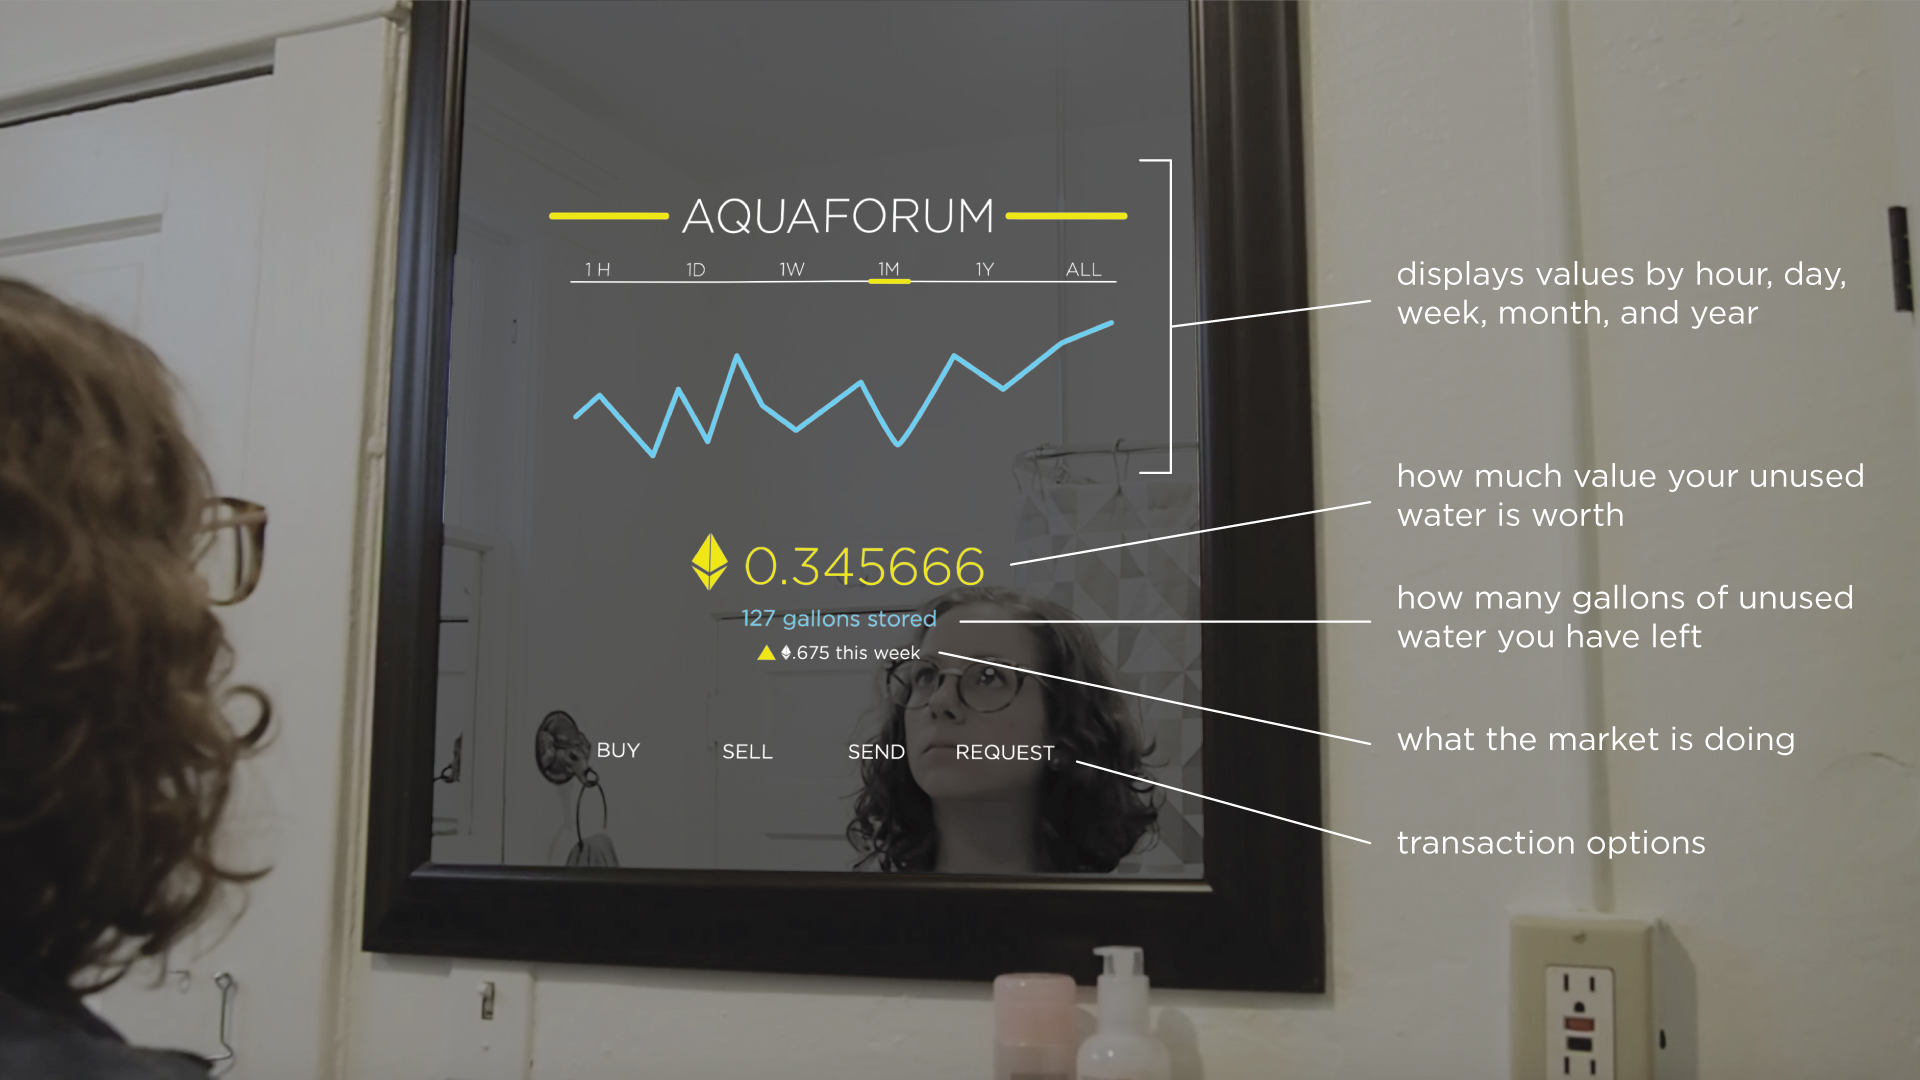 AQUAFORUM
1 H 1D 1W 1M 1Y ALL
displays values by hour, day,
week, month, and year
0.345666
how much value your unused
water is worth
127 gallons stored
how many gallons of unused
water you have left
.675 this week
what the market is doing
BUY SELL SEND REQUEST
transaction options